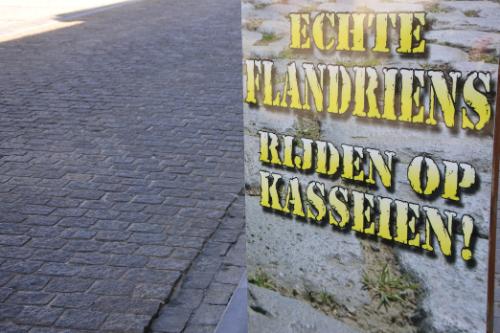 ECHTE
FLANDRIENS
RIJDEN OP
KASSEIEN!